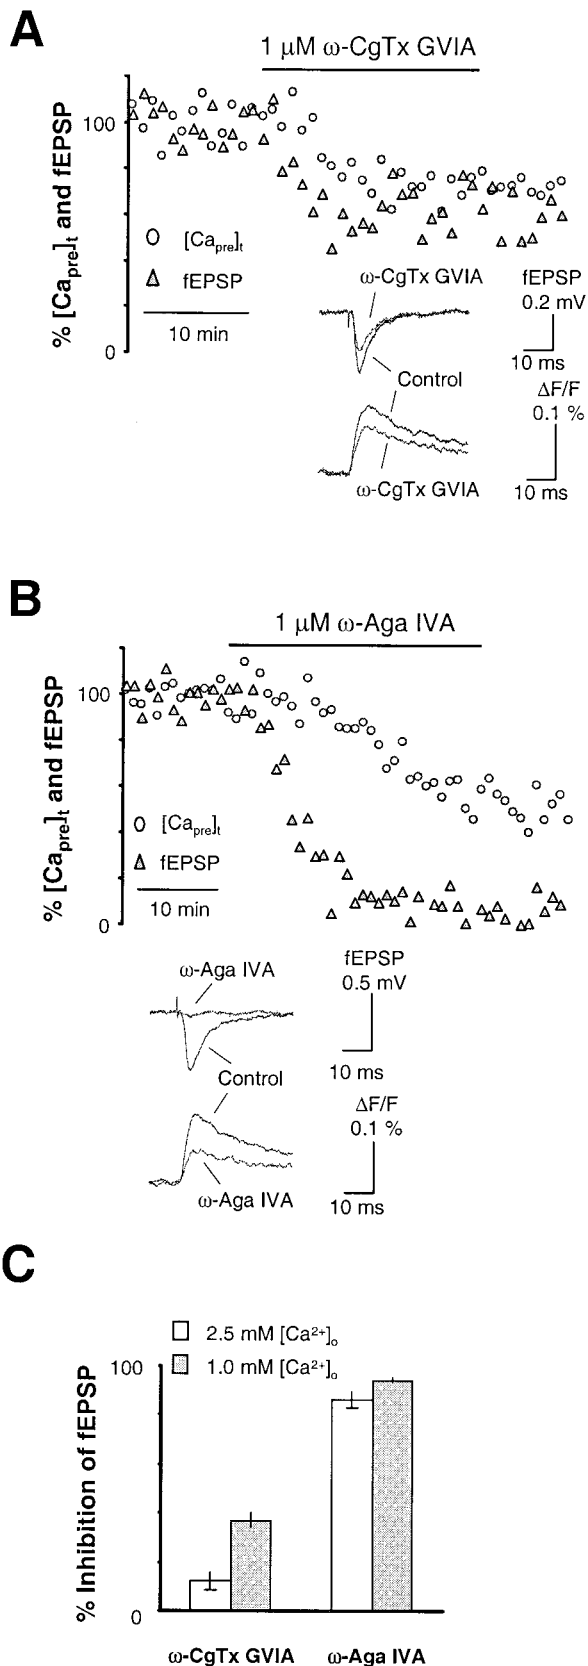 A
1 μM ω-CgTx GVIA
100
% [Capre]t and fEPSP
[Capre]t
fEPSP
10 min
0
ω-CgTx GVIA
fEPSP
0.2 mV
10 ms
Control
ΔF/F
0.1 %
ω-CgTx GVIA
10 ms
B
1 μM ω-Aga IVA
100
% [Capre]t and fEPSP
[Capre]t
fEPSP
10 min
0
ω-Aga IVA
fEPSP
0.5 mV
10 ms
Control
ΔF/F
0.1 %
ω-Aga IVA
10 ms
C
2.5 mM [Ca²⁺]o
1.0 mM [Ca²⁺]o
100
% Inhibition of fEPSP
0
ω-CgTx GVIA
ω-Aga IVA